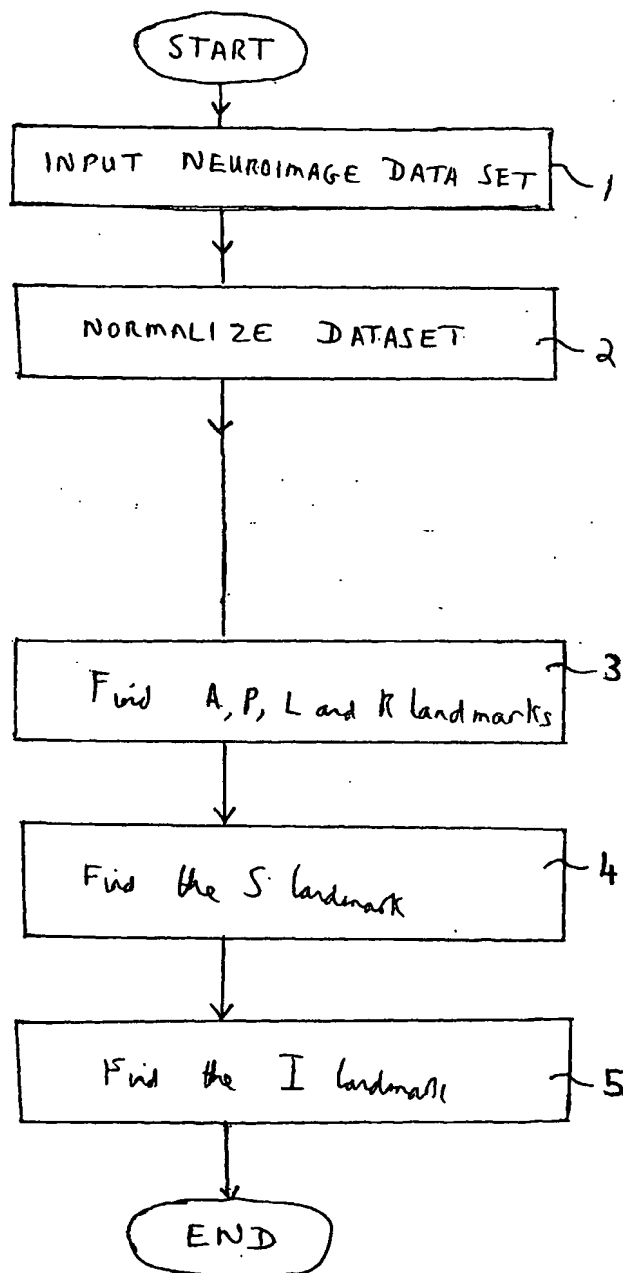 START
INPUT NEUROIMAGE DATA SET
1
NORMALIZE DATASET
2
Find A, P, L and R landmarks
3
Find the S landmark
4
Find the I landmark
5
END